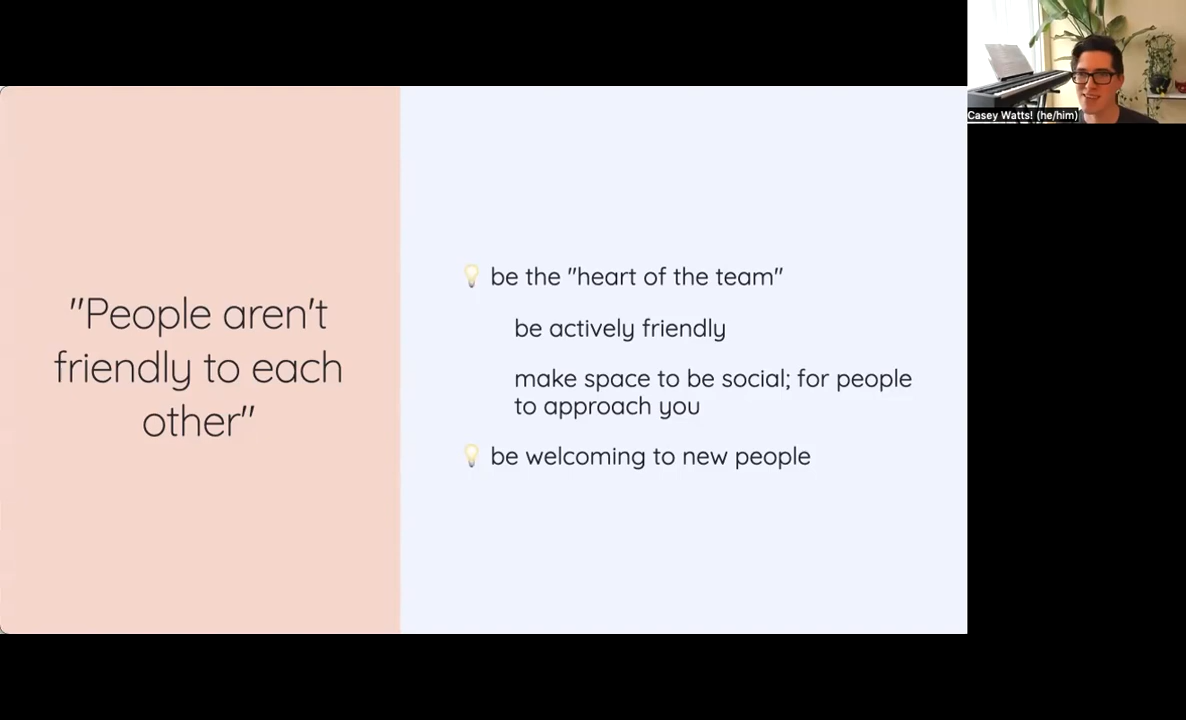 "People aren't
friendly to each
other"
💡 be the "heart of the team"
be actively friendly
make space to be social; for people
to approach you
💡 be welcoming to new people
Casey Watts! (he/him)